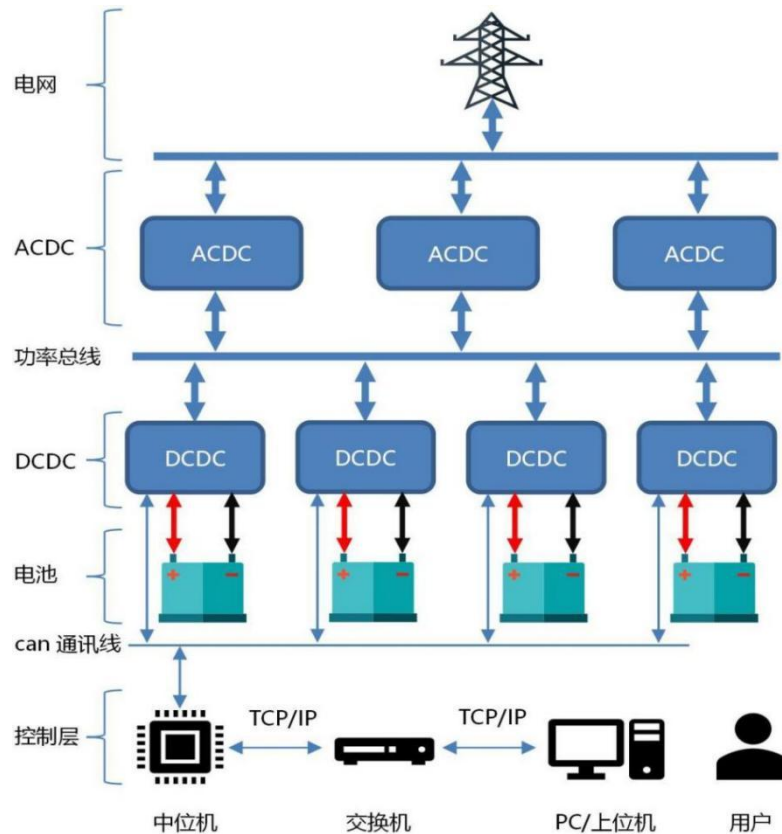 电网
ACDC
ACDC
ACDC
ACDC
功率总线
DCDC
DCDC
DCDC
DCDC
DCDC
电池
+
−
+
−
+
−
+
−
can 通讯线
控制层
TCP/IP
TCP/IP
中位机
交换机
PC/上位机
用户